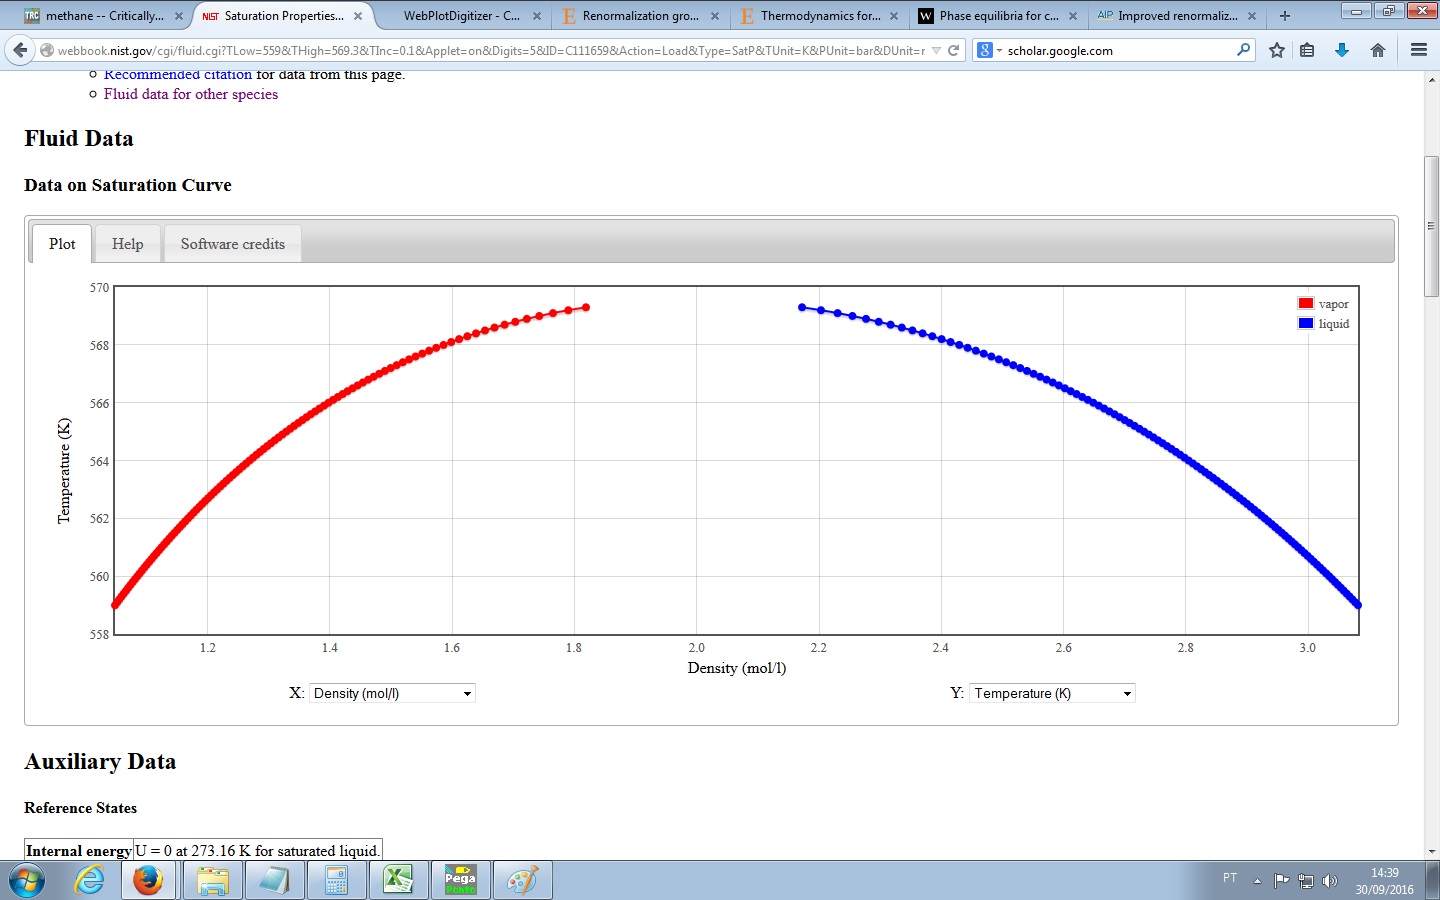 methane -- Critically...
NIST Saturation Properties...
WebPlotDigitizer - C...
E Renormalization gro...
E Thermodynamics for...
W Phase equilibria for c...
AIP Improved renormaliz...
webbook.nist.gov/cgi/fluid.cgi?TLow=559&THigh=569.3&TInc=0.1&Applet=on&Digits=5&ID=C111659&Action=Load&Type=SatP&TUnit=K&PUnit=bar&DUnit=r
scholar.google.com
Recommended citation for data from this page.
Fluid data for other species
Fluid Data
Data on Saturation Curve
Plot Help Software credits
570
568
566
564
562
560
558
Temperature (K)
vapor
liquid
1.2 1.4 1.6 1.8 2.0 2.2 2.4 2.6 2.8 3.0
Density (mol/l)
X: Density (mol/l) Y: Temperature (K)
Auxiliary Data
Reference States
Internal energy U = 0 at 273.16 K for saturated liquid.
Pega
Ponto
PT
14:39
30/09/2016